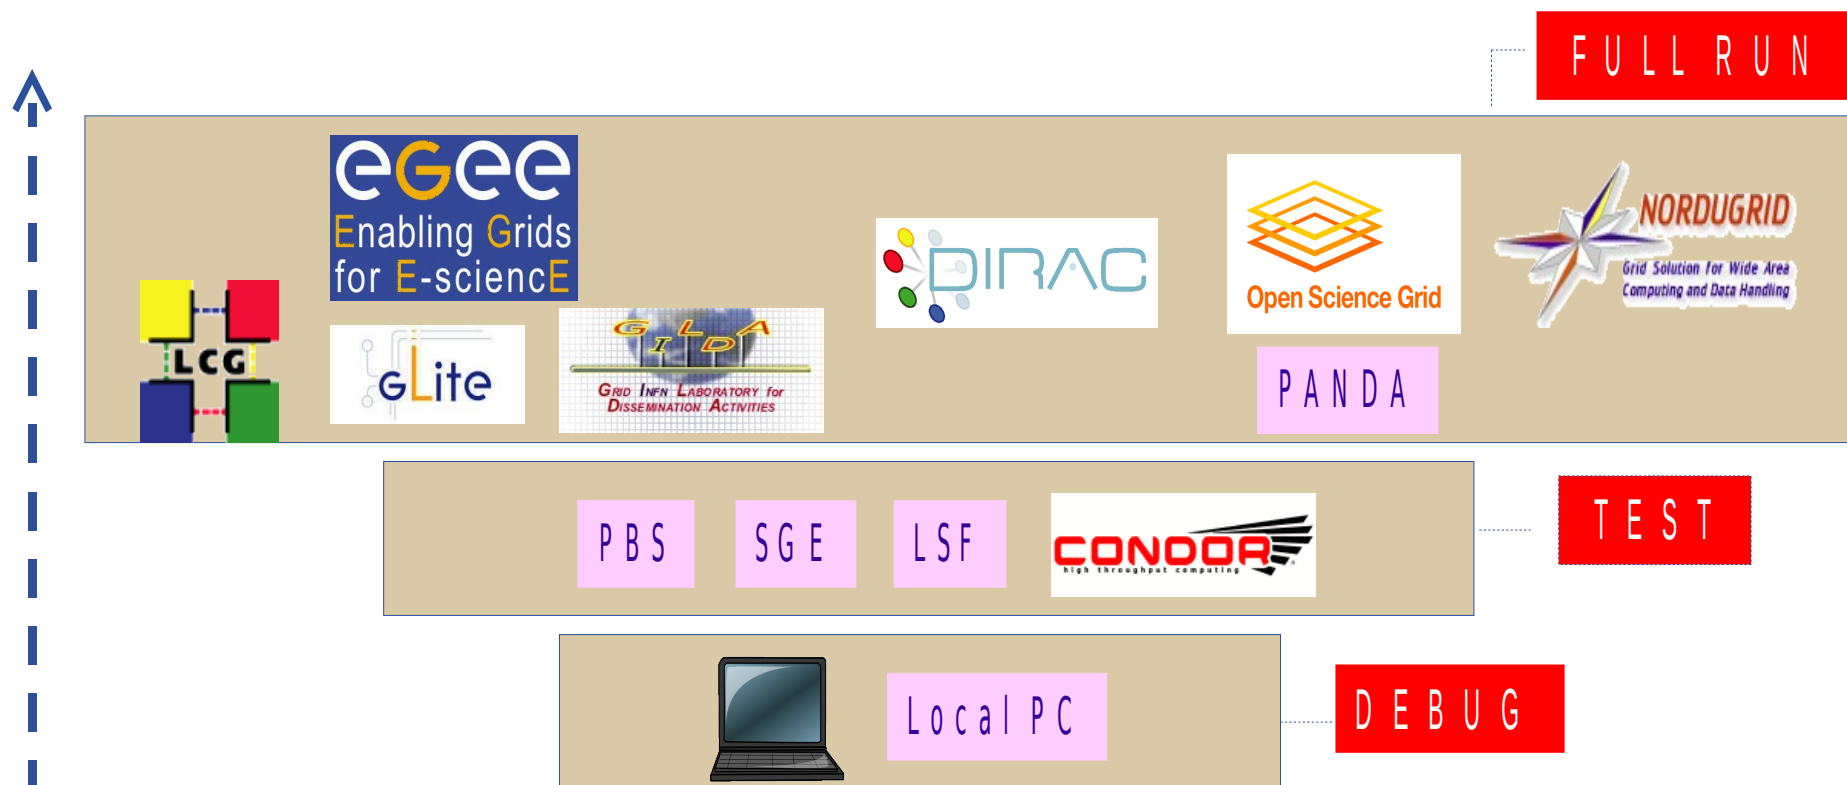 FULL RUN
egee
Enabling Grids
for E-sciencE
DIRAC
Open Science Grid
NORDUGRID
Grid Solution for Wide Area
Computing and Data Handling
LCG
gLite
GILDA
GRID INFN LABORATORY for
DISSEMINATION ACTIVITIES
PANDA
PBS
SGE
LSF
CONDOR
high throughput computing
TEST
Local PC
DEBUG